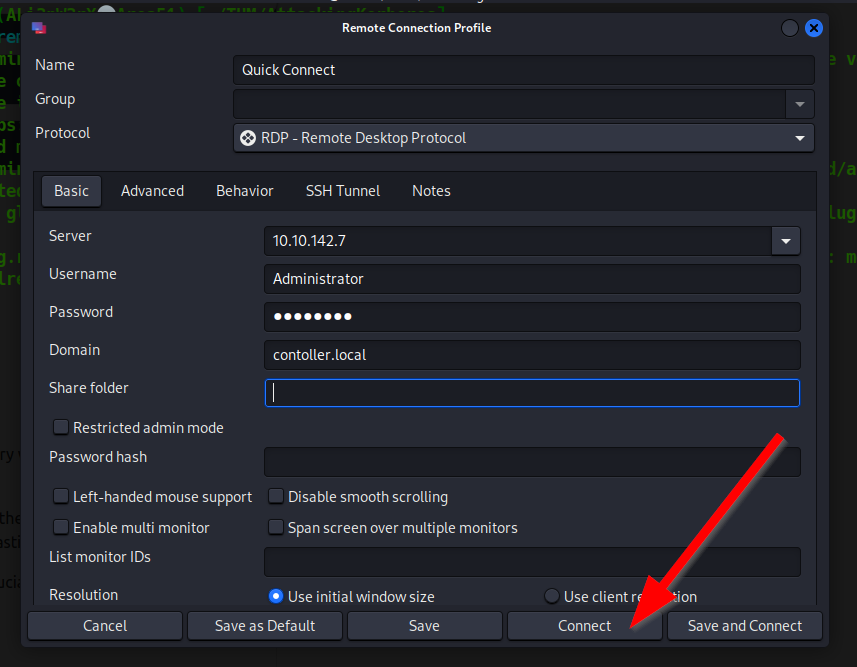 Remote Connection Profile
Name
Quick Connect
Group
Protocol
RDP - Remote Desktop Protocol
Basic Advanced Behavior SSH Tunnel Notes
Server
10.10.142.7
Username
Administrator
Password
●●●●●●●●
Domain
contoller.local
Share folder
Restricted admin mode
Password hash
Left-handed mouse support Disable smooth scrolling
Enable multi monitor Span screen over multiple monitors
List monitor IDs
Resolution
Use initial window size Use client
Cancel Save as Default Save Connect Save and Connect